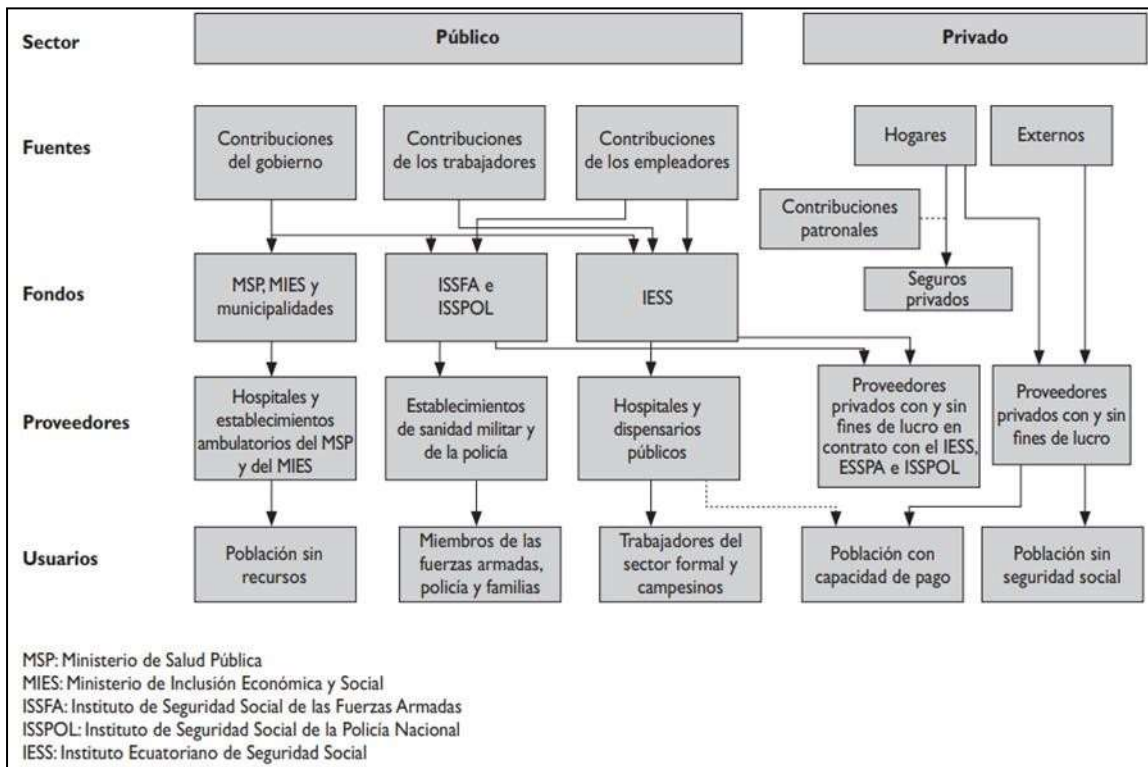 Sector
Público
Privado
Fuentes
Contribuciones
del gobierno
Contribuciones
de los trabajadores
Contribuciones
de los empleadores
Hogares
Externos
Contribuciones
patronales
Fondos
MSP, MIES y
municipalidades
ISSFA e
ISSPOL
IESS
Seguros
privados
Proveedores
Hospitales y
establecimientos
ambulatorios del MSP
y del MIES
Establecimientos
de sanidad militar y
de la policía
Hospitales y
dispensarios
públicos
Proveedores
privados con y sin
fines de lucro en
contrato con el IESS,
ESSPA e ISSPOL
Proveedores
privados con y sin
fines de lucro
Usuarios
Población sin
recursos
Miembros de las
fuerzas armadas,
policía y familias
Trabajadores del
sector formal y
campesinos
Población con
capacidad de pago
Población sin
seguridad social
MSP: Ministerio de Salud Pública
MIES: Ministerio de Inclusión Económica y Social
ISSFA: Instituto de Seguridad Social de las Fuerzas Armadas
ISSPOL: Instituto de Seguridad Social de la Policía Nacional
IESS: Instituto Ecuatoriano de Seguridad Social